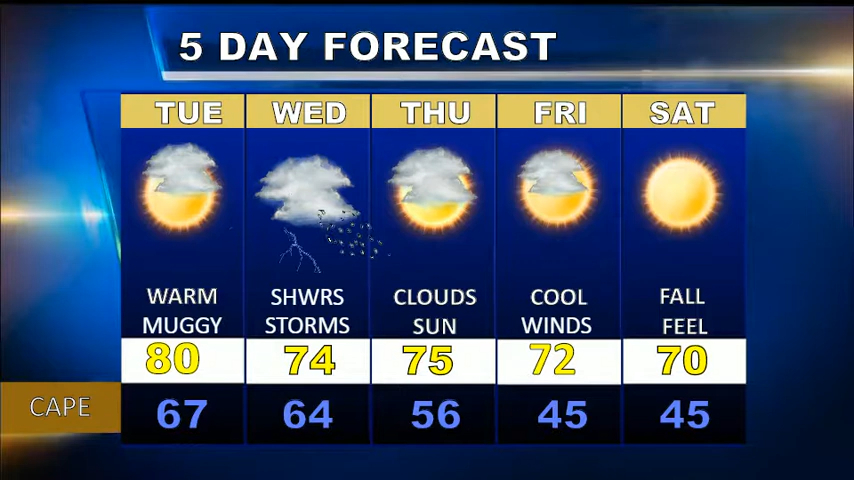 5 DAY FORECAST
TUE WED THU FRI SAT
WARM SHWRS CLOUDS COOL FALL
MUGGY STORMS SUN WINDS FEEL
80 74 75 72 70
CAPE 67 64 56 45 45